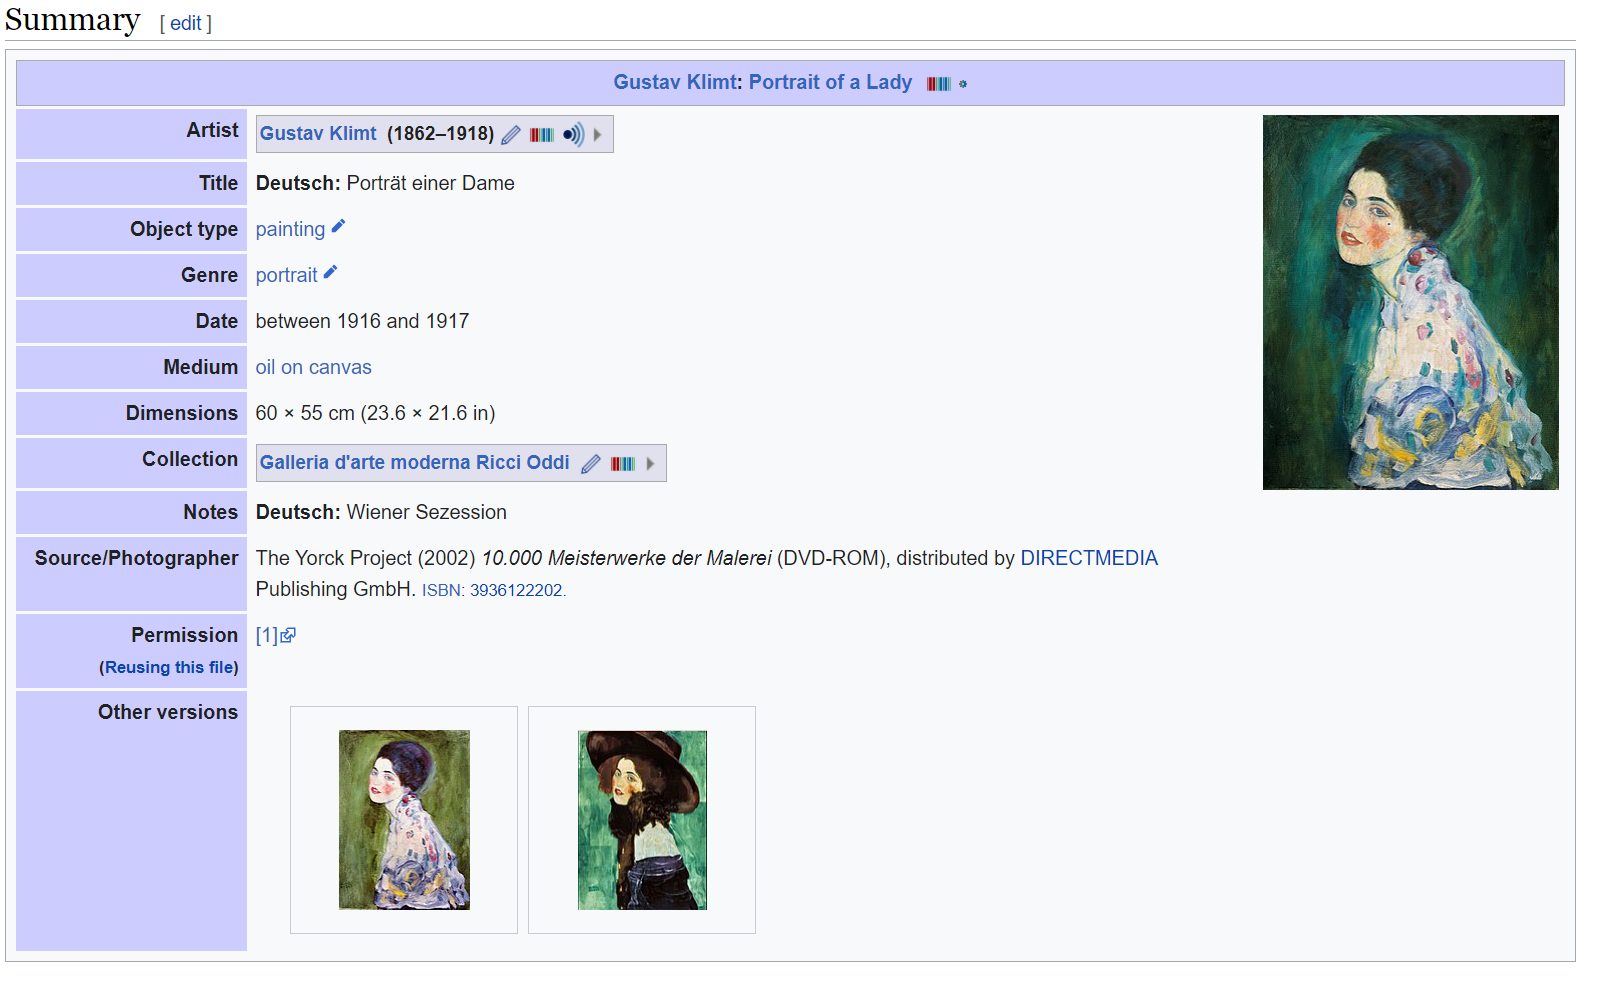 Summary [ edit ]
Gustav Klimt: Portrait of a Lady
Artist
Gustav Klimt (1862–1918)
Title
Deutsch: Porträt einer Dame
Object type
painting
Genre
portrait
Date
between 1916 and 1917
Medium
oil on canvas
Dimensions
60 × 55 cm (23.6 × 21.6 in)
Collection
Galleria d'arte moderna Ricci Oddi
Notes
Deutsch: Wiener Sezession
Source/Photographer
The Yorck Project (2002) 10.000 Meisterwerke der Malerei (DVD-ROM), distributed by DIRECTMEDIA
Publishing GmbH. ISBN: 3936122202.
Permission
(Reusing this file)
[1]
Other versions